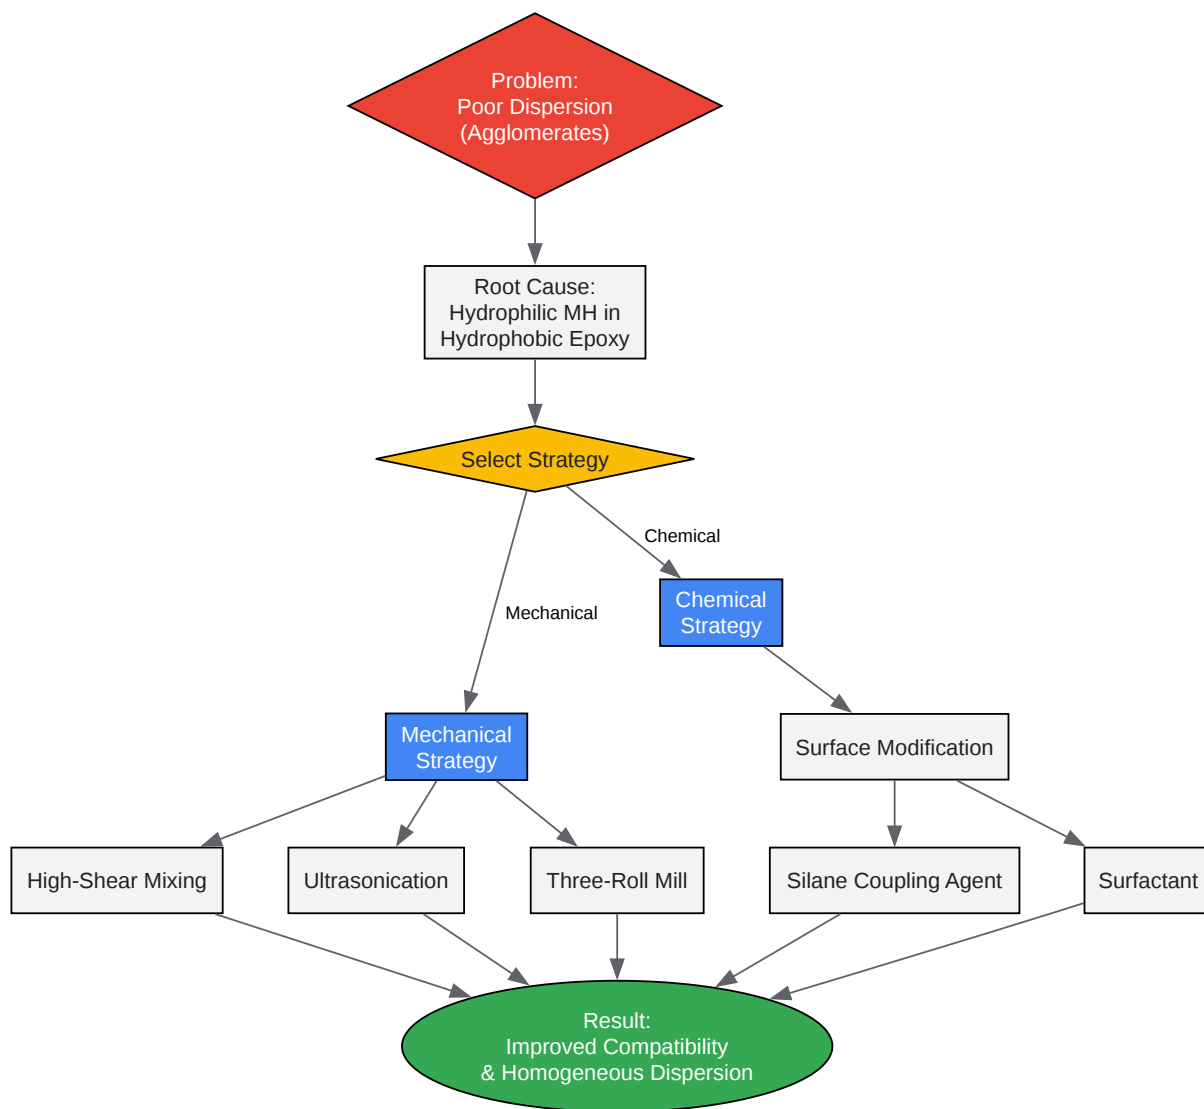 Problem:
Poor Dispersion
(Agglomerates)
Root Cause:
Hydrophilic MH in
Hydrophobic Epoxy
Select Strategy
Chemical
Mechanical
Chemical
Strategy
Mechanical
Strategy
Surface Modification
High-Shear Mixing
Ultrasonication
Three-Roll Mill
Silane Coupling Agent
Surfactant
Result:
Improved Compatibility
& Homogeneous Dispersion